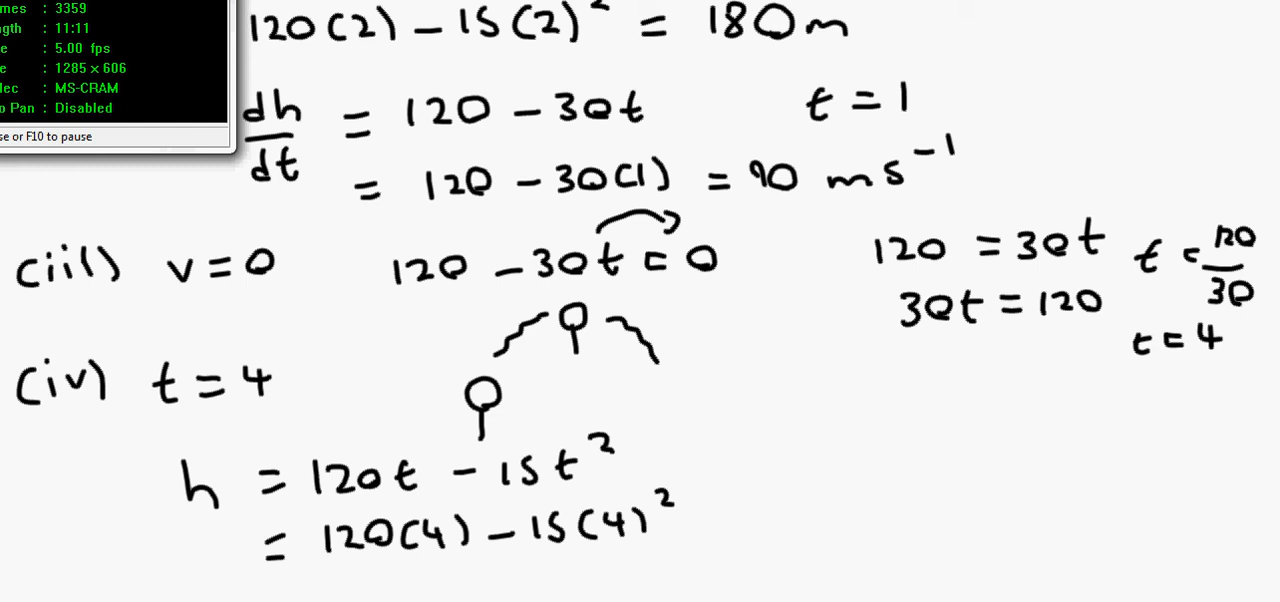 mes : 3359
ngth : 11:11
e : 5.00 fps
e : 1285 x 606
lec : MS-CRAM
o Pan : Disabled
se or F10 to pause
120(2) - 15(2)² = 180m
dh/dt = 120 - 30t t = 1
= 120 - 30(1) = 90 ms⁻¹
(iii) v = 0 120 - 30t = 0 120 = 30t t = 120/30
30t = 120
t = 4
(iv) t = 4
h = 120t - 15t²
= 120(4) - 15(4)²